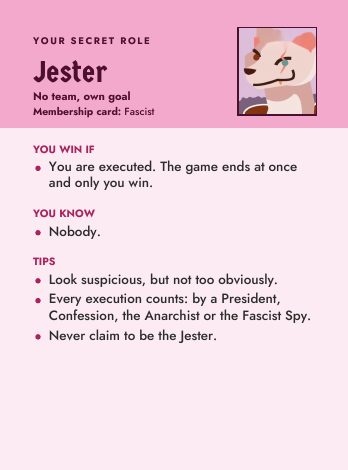 YOUR SECRET ROLE
Jester
No team, own goal
Membership card: Fascist
YOU WIN IF
• You are executed. The game ends at once
and only you win.
YOU KNOW
• Nobody.
TIPS
• Look suspicious, but not too obviously.
• Every execution counts: by a President,
Confession, the Anarchist or the Fascist Spy.
• Never claim to be the Jester.